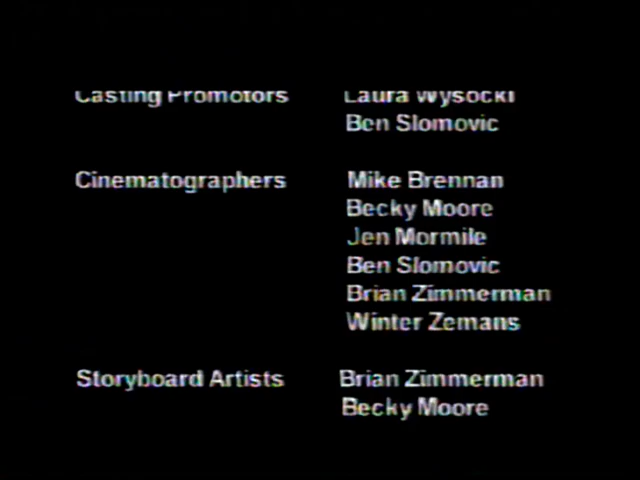 Casting Promotors Laura Wysocki
Ben Slomovic
Cinematographers Mike Brennan
Becky Moore
Jen Mormile
Ben Slomovic
Brian Zimmerman
Winter Zemans
Storyboard Artists Brian Zimmerman
Becky Moore